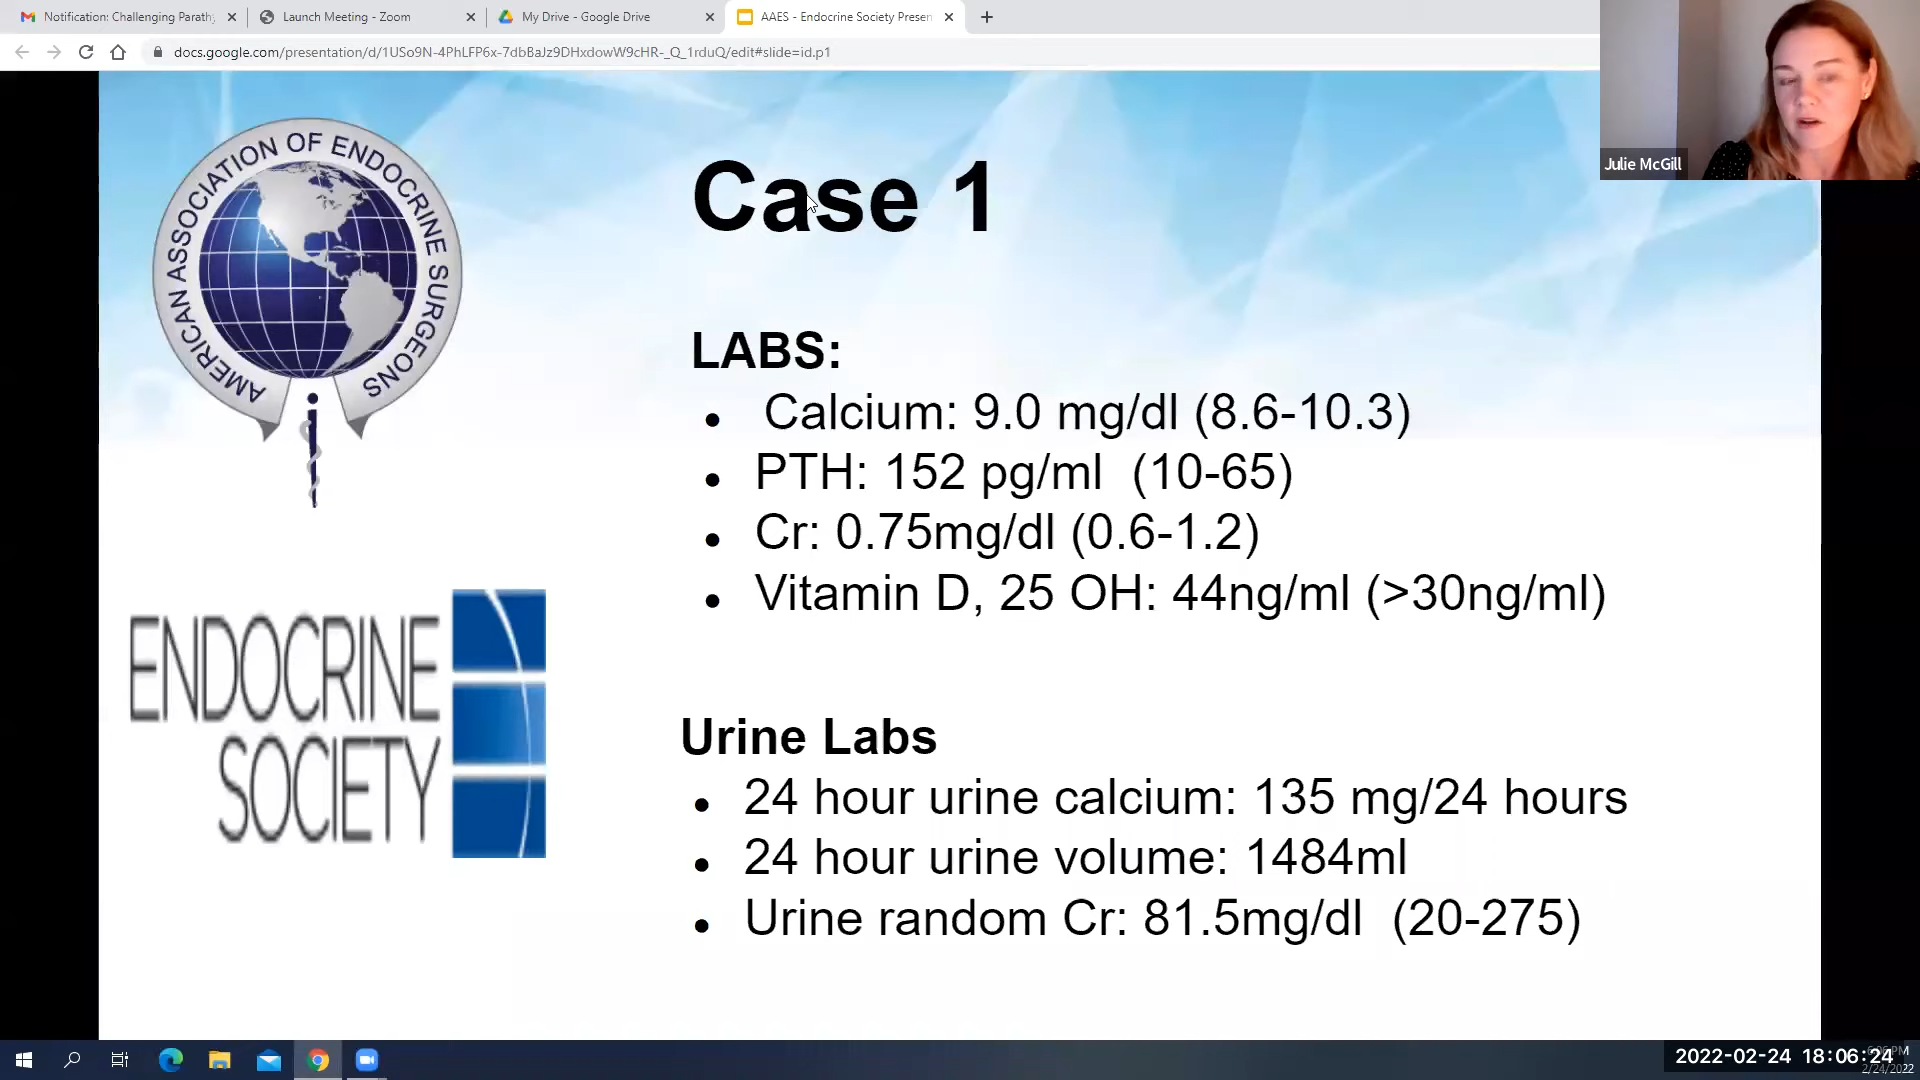 Notification: Challenging Parathy
Launch Meeting - Zoom
My Drive - Google Drive
AAES - Endocrine Society Presen
docs.google.com/presentation/d/1USo9N-4PhLFP6x-7dbBaJz9DHxdowW9cHR-_Q_1rduQ/edit#slide=id.p1
Julie McGill
AMERICAN ASSOCIATION OF ENDOCRINE SURGEONS
Case 1
LABS:
● Calcium: 9.0 mg/dl (8.6-10.3)
● PTH: 152 pg/ml (10-65)
● Cr: 0.75mg/dl (0.6-1.2)
● Vitamin D, 25 OH: 44ng/ml (>30ng/ml)
ENDOCRINE
SOCIETY
Urine Labs
● 24 hour urine calcium: 135 mg/24 hours
● 24 hour urine volume: 1484ml
● Urine random Cr: 81.5mg/dl (20-275)
2022-02-24 18:06:24
2/24/2022